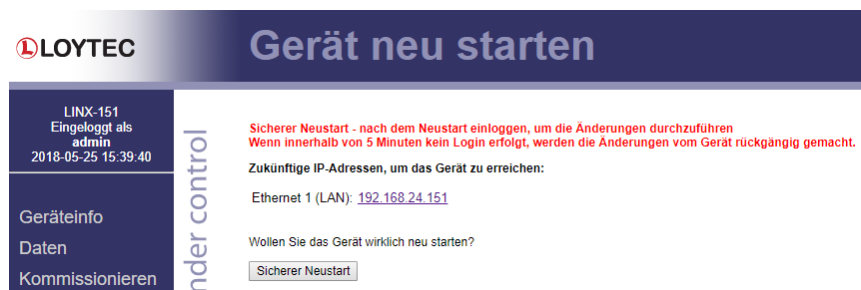 LOYTEC
Gerät neu starten
LINX-151
Eingeloggt als
admin
2018-05-25 15:39:40
Geräteinfo
Daten
Kommissionieren
nder control
Sicherer Neustart - nach dem Neustart einloggen, um die Änderungen durchzuführen
Wenn innerhalb von 5 Minuten kein Login erfolgt, werden die Änderungen vom Gerät rückgängig gemacht.
Zukünftige IP-Adressen, um das Gerät zu erreichen:
Ethernet 1 (LAN): 192.168.24.151
Wollen Sie das Gerät wirklich neu starten?
Sicherer Neustart